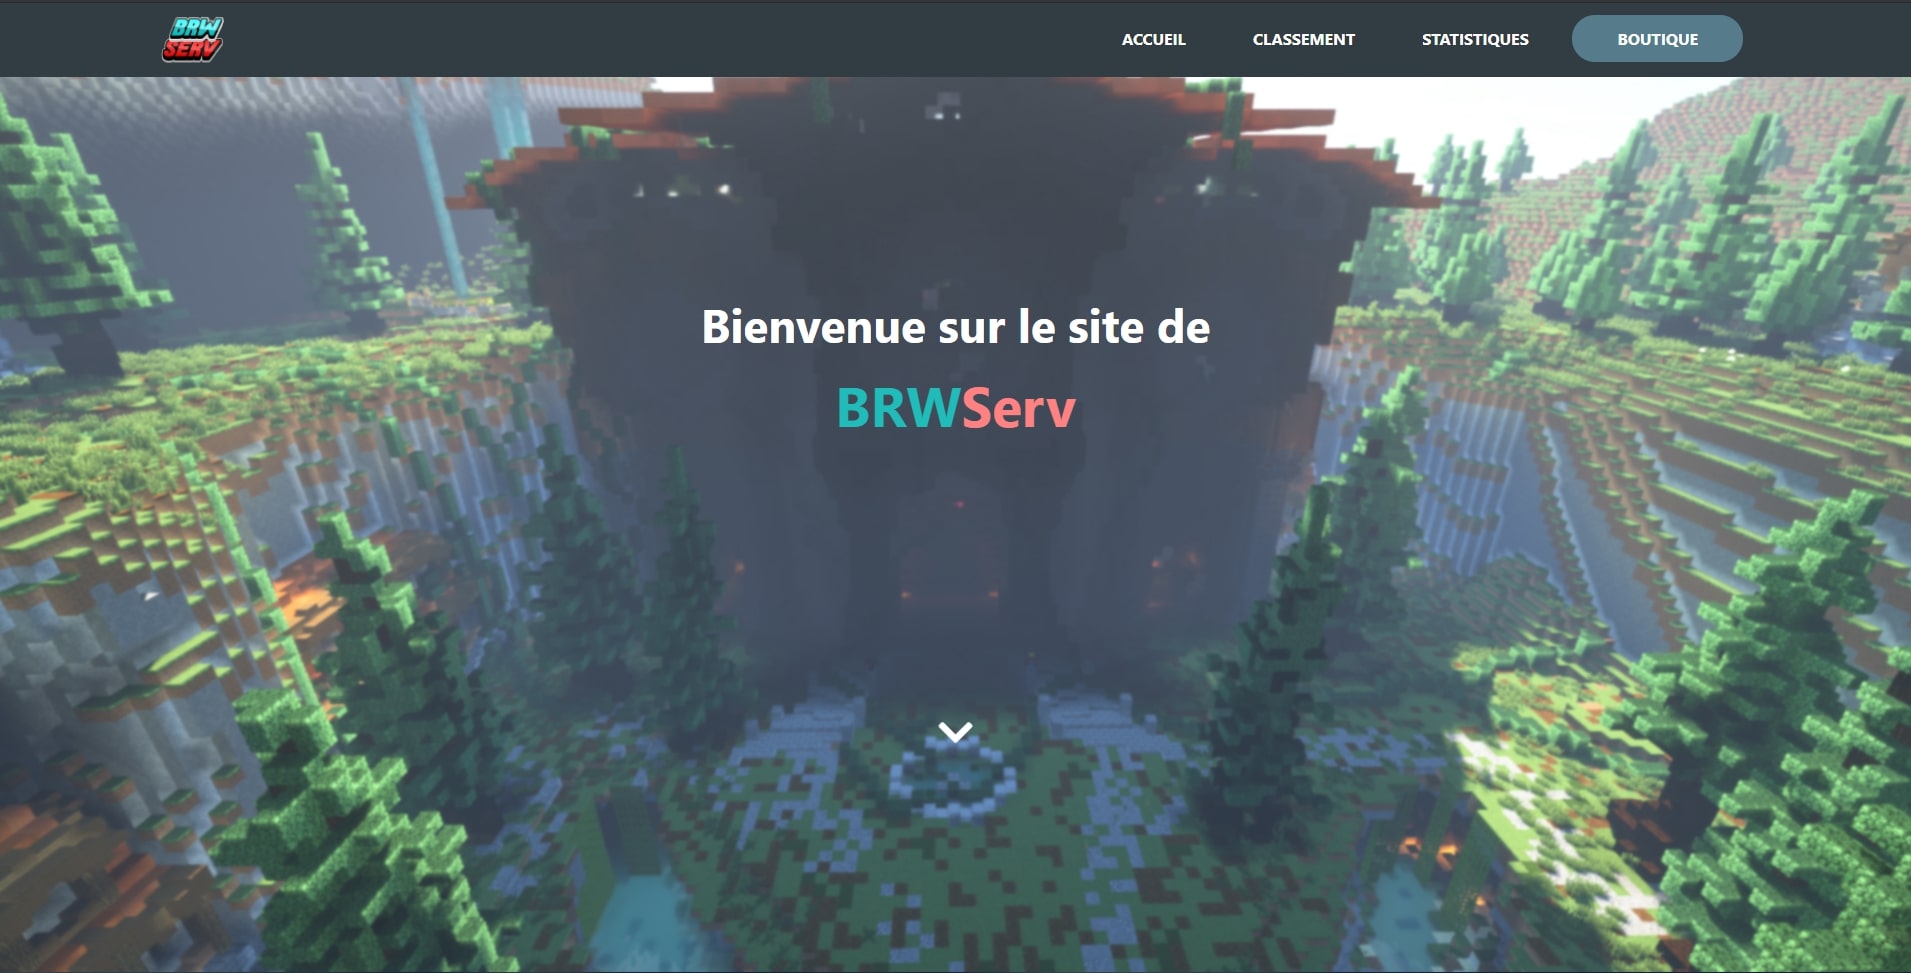 BRW
SERV
ACCUEIL
CLASSEMENT
STATISTIQUES
BOUTIQUE
Bienvenue sur le site de
BRWServ